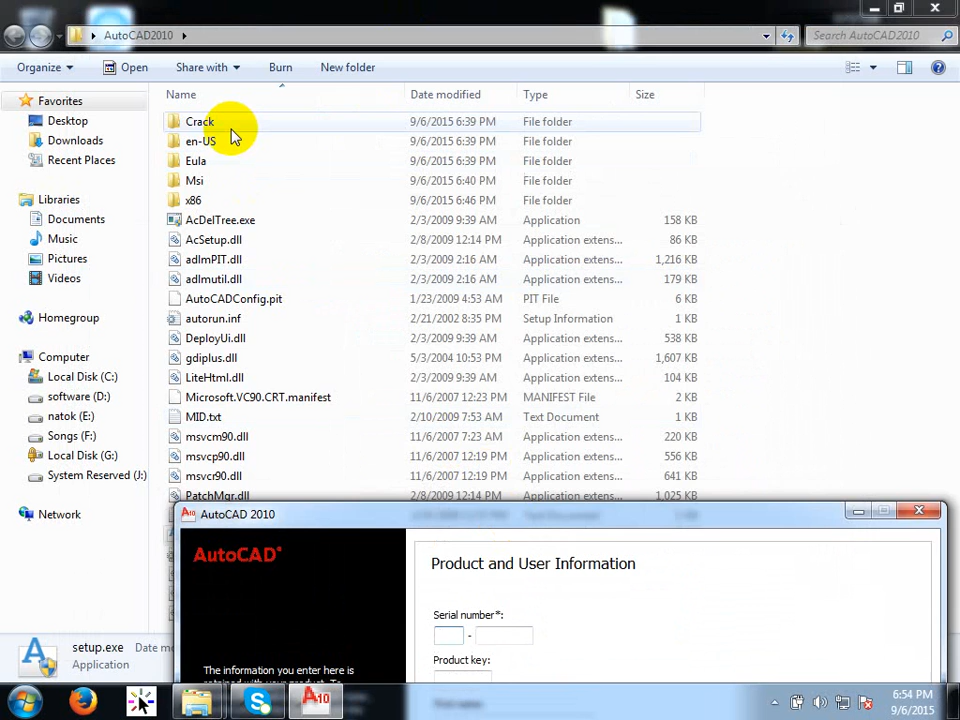 AutoCAD2010
Search AutoCAD2010
Organize Open Share with Burn New folder
Name Date modified Type Size
Favorites
Desktop
Downloads
Recent Places
Libraries
Documents
Music
Pictures
Videos
Homegroup
Computer
Local Disk (C:)
software (D:)
natok (E:)
Songs (F:)
Local Disk (G:)
System Reserved (J:)
Network
Crack 9/6/2015 6:39 PM File folder
en-US 9/6/2015 6:39 PM File folder
Eula 9/6/2015 6:39 PM File folder
Msi 9/6/2015 6:40 PM File folder
x86 9/6/2015 6:46 PM File folder
AcDelTree.exe 2/3/2009 9:39 AM Application 158 KB
AcSetup.dll 2/8/2009 12:14 PM Application extens... 86 KB
adlmPIT.dll 2/3/2009 2:16 AM Application extens... 1,216 KB
adlmutil.dll 2/3/2009 2:16 AM Application extens... 179 KB
AutoCADConfig.pit 1/23/2009 4:53 AM PIT File 6 KB
autorun.inf 2/21/2002 8:35 PM Setup Information 1 KB
DeployUi.dll 2/3/2009 9:39 AM Application extens... 538 KB
gdiplus.dll 5/3/2004 10:53 PM Application extens... 1,607 KB
LiteHtml.dll 2/3/2009 9:39 AM Application extens... 104 KB
Microsoft.VC90.CRT.manifest 11/6/2007 12:23 PM MANIFEST File 2 KB
MID.txt 2/10/2009 7:53 AM Text Document 1 KB
msvcm90.dll 11/6/2007 7:23 AM Application extens... 220 KB
msvcp90.dll 11/6/2007 12:19 PM Application extens... 556 KB
msvcr90.dll 11/6/2007 12:19 PM Application extens... 641 KB
PatchMgr.dll 2/8/2009 12:14 PM Application extens... 1,025 KB
AutoCAD 2010
AutoCAD
Product and User Information
Serial number*:
-
Product key:
The information you enter here is
setup.exe Date m
Application
6:54 PM
9/6/2015